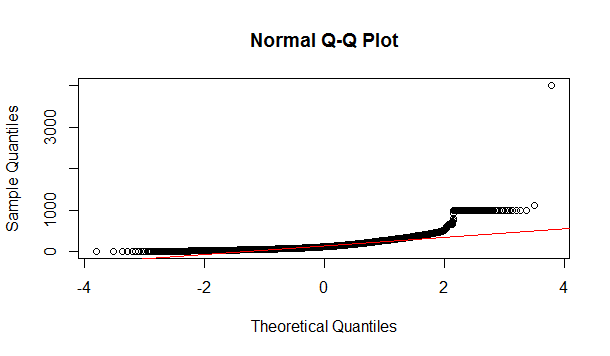 Normal Q-Q Plot
Sample Quantiles
3000
1000
0
-4
-2
0
2
4
Theoretical Quantiles